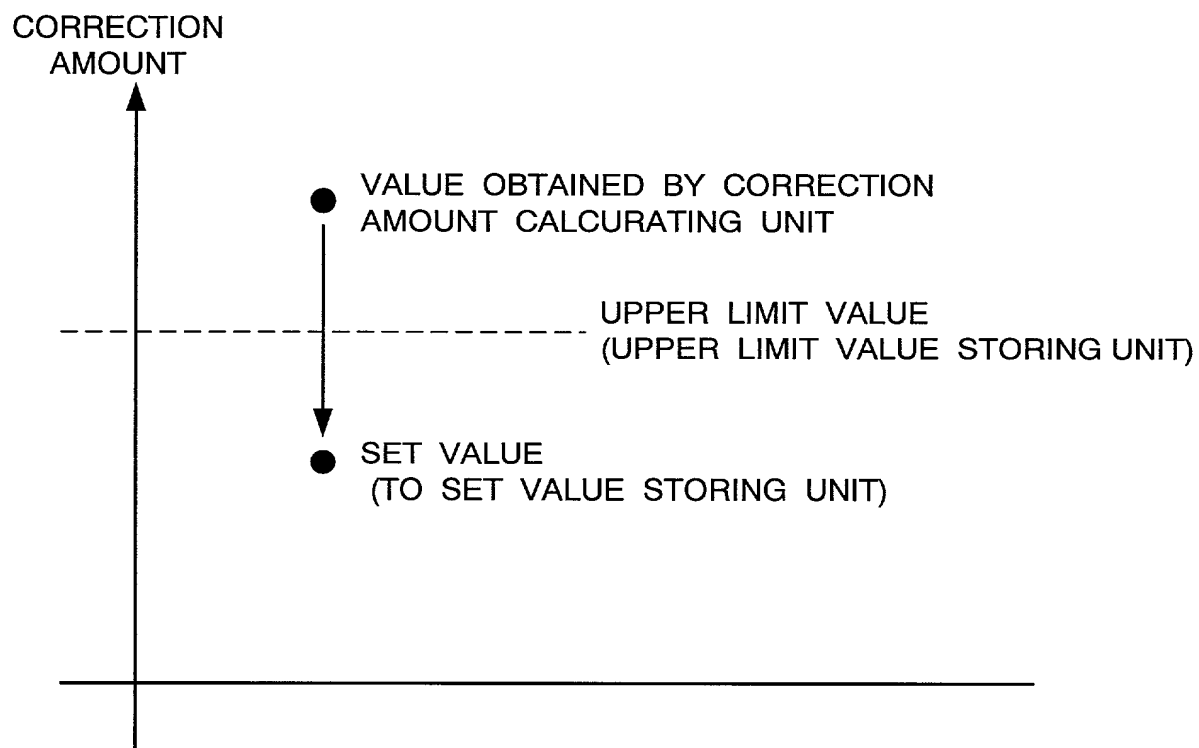 CORRECTION
AMOUNT
VALUE OBTAINED BY CORRECTION
AMOUNT CALCURATING UNIT
UPPER LIMIT VALUE
(UPPER LIMIT VALUE STORING UNIT)
SET VALUE
(TO SET VALUE STORING UNIT)